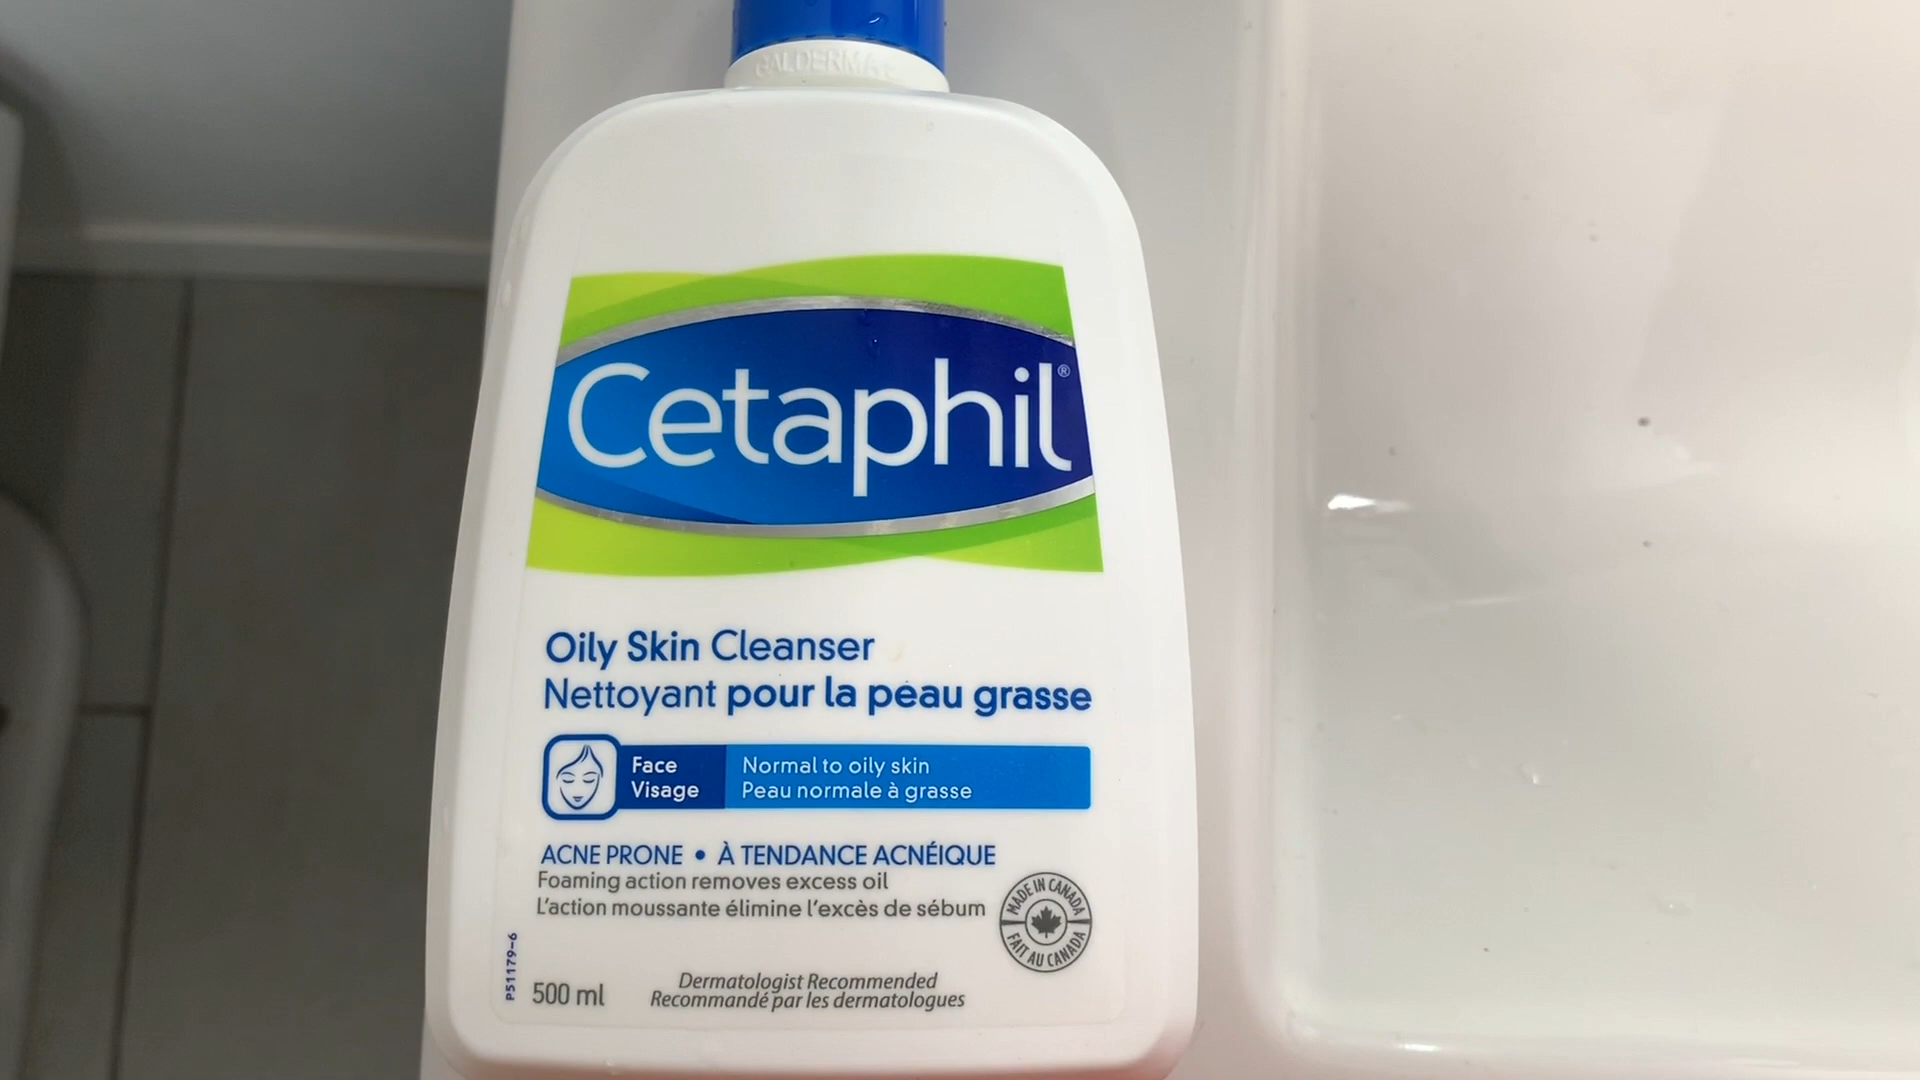 GALDERMA
Cetaphil®
Oily Skin Cleanser
Nettoyant pour la peau grasse
Face
Visage
Normal to oily skin
Peau normale à grasse
ACNE PRONE • À TENDANCE ACNÉIQUE
Foaming action removes excess oil
L'action moussante élimine l'excès de sébum
MADE IN CANADA
FAIT AU CANADA
P51179-6
500 ml
Dermatologist Recommended
Recommandé par les dermatologues